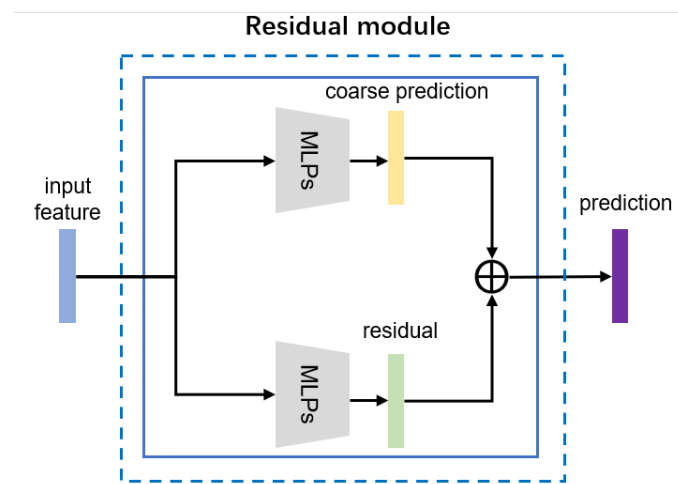 Residual module
coarse prediction
MLPs
input
feature
prediction
residual
MLPs